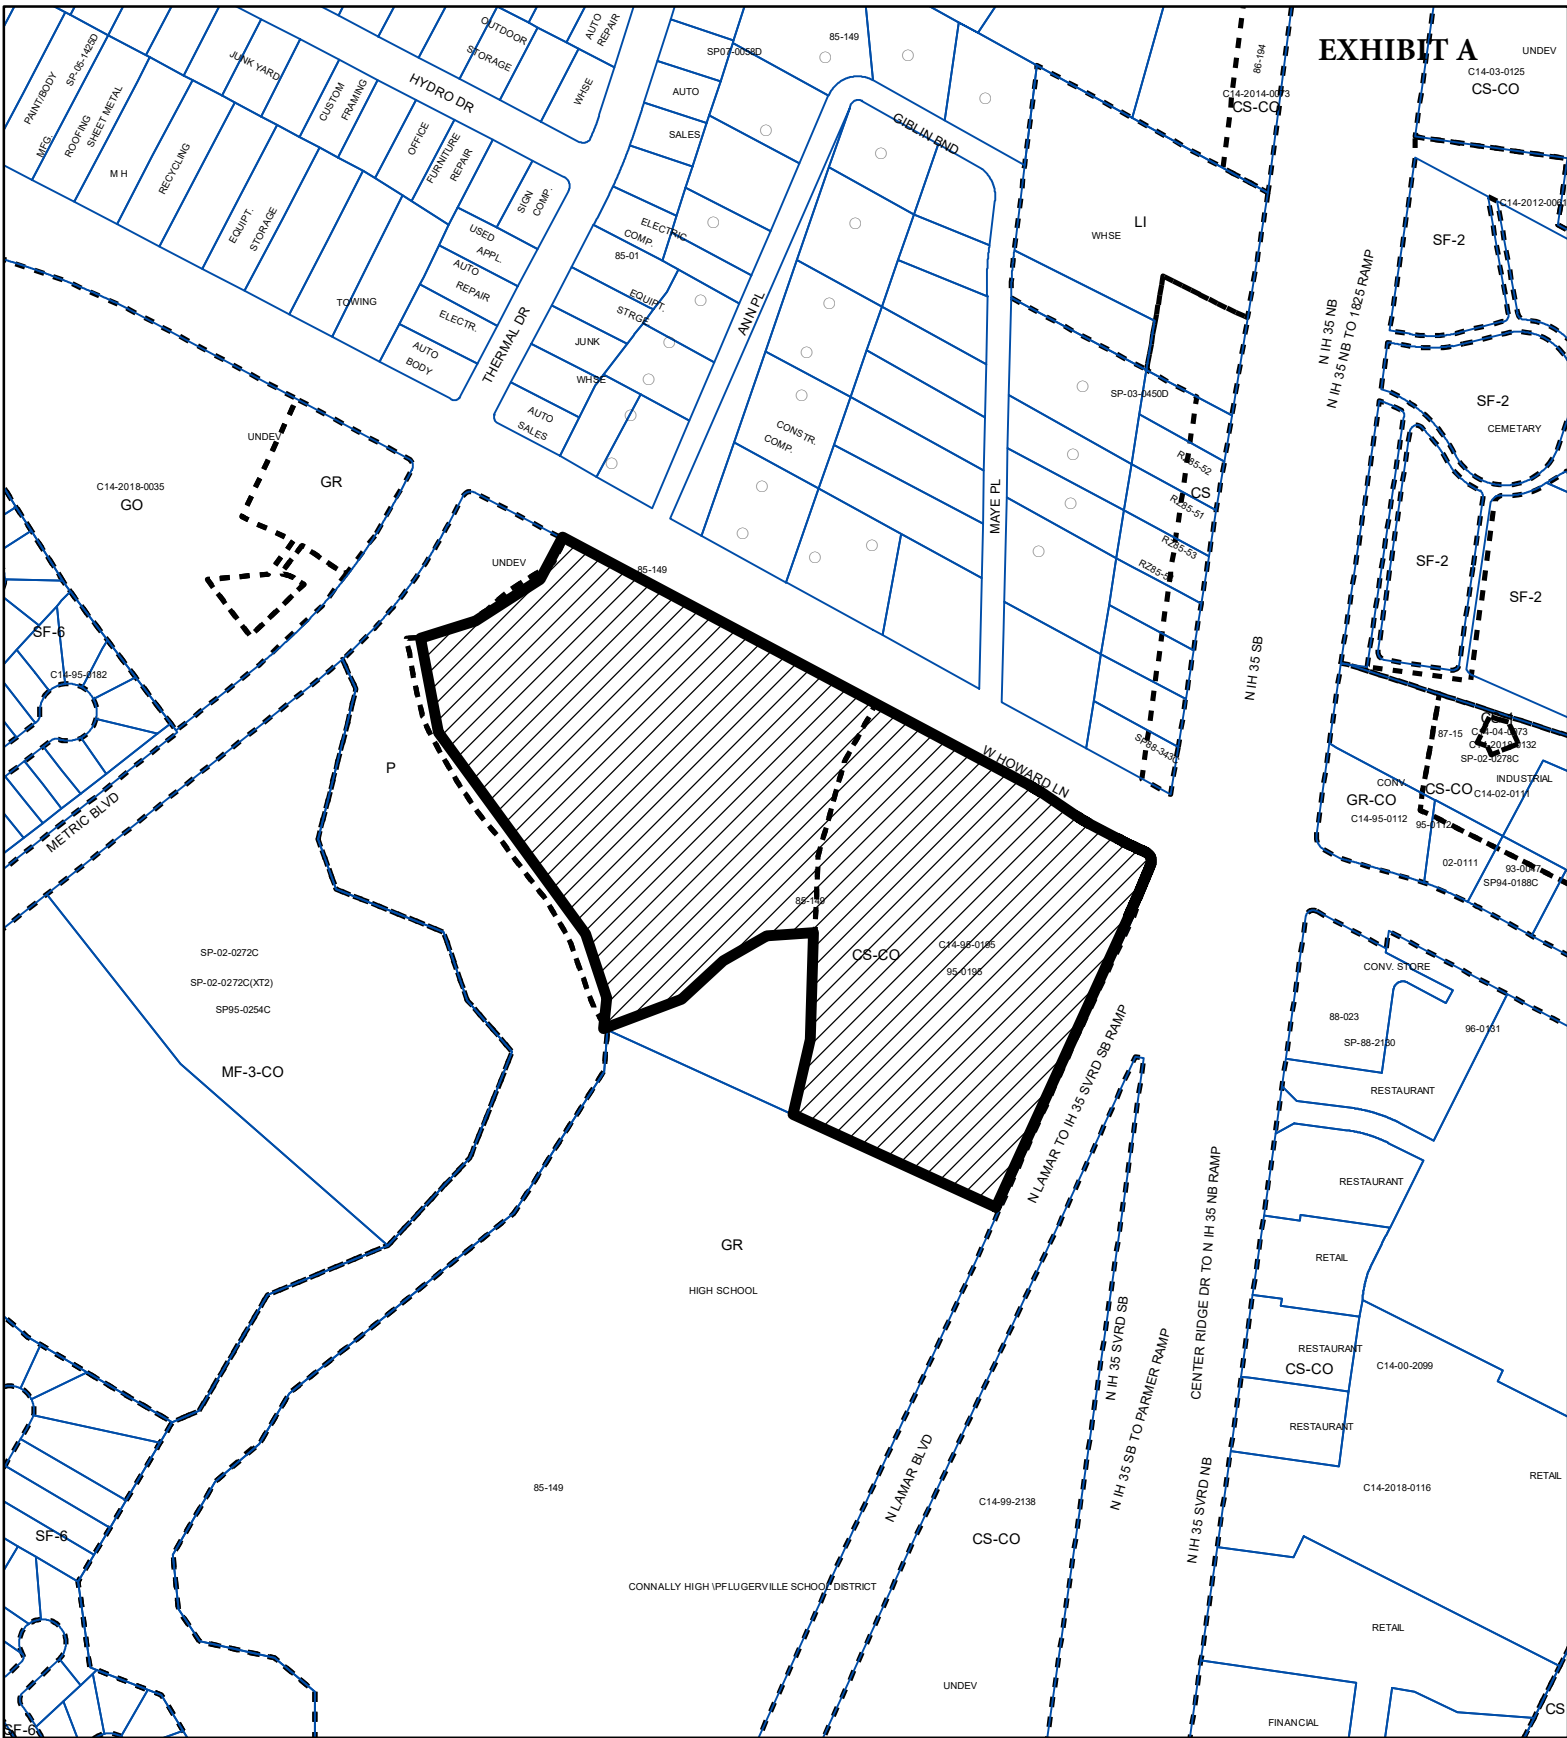 EXHIBIT A
PAINT/BODY
SP-05-1425D
MFG.
ROOFING
SHEET METAL
M H
RECYCLING
JUNK YARD
EQUIPT.
STORAGE
CUSTOM
FRAMING
HYDRO DR
OFFICE
FURNITURE
REPAIR
OUTDOOR
STORAGE
AUTO
REPAIR
WHSE
SIGN
COMP.
USED
APPL.
AUTO
REPAIR
ELECTR.
AUTO
BODY
TOWING
THERMAL DR
SP07-0058D
AUTO
SALES
85-149
ELECTRIC
COMP.
85-01
EQUIPT.
STRGE
JUNK
WHSE
AUTO
SALES
ANN PL
GIBLIN BND
CONSTR.
COMP.
MAYE PL
LI
WHSE
86-194
C14-2014-0073
CS-CO
UNDEV
C14-03-0125
CS-CO
SF-2
N IH 35 NB
N IH 35 NB TO 1825 RAMP
SF-2
CEMETARY
SP-03-0450D
RZ85-52
CS
RZ85-51
RZ85-53
SF-2
SF-2
N IH 35 SB
UNDEV
C14-2018-0035
GO
GR
UNDEV
85-149
SF-6
C14-95-0182
P
METRIC BLVD
W HOWARD LN
87-15
SP-02-0278C
INDUSTRIAL
CONV.
CS-CO
C14-02-0111
GR-CO
C14-95-0112
95-0112
02-0111
93-0047
SP94-0188C
CS-CO
95-0195
SP-02-0272C
SP-02-0272C(XT2)
SP95-0254C
MF-3-CO
CONV. STORE
88-023
SP-88-2130
96-0131
RESTAURANT
N LAMAR TO IH 35 SVRD SB RAMP
RESTAURANT
CENTER RIDGE DR TO N IH 35 NB RAMP
RETAIL
GR
HIGH SCHOOL
N IH 35 SVRD SB
N IH 35 SB TO PARMER RAMP
RESTAURANT
CS-CO
C14-00-2099
RESTAURANT
N LAMAR BLVD
85-149
C14-99-2138
CS-CO
N IH 35 SVRD NB
C14-2018-0116
RETAIL
SF-6
CONNALLY HIGH \PFLUGERVILLE SCHOOL DISTRICT
RETAIL
UNDEV
FINANCIAL
CS
SF-6